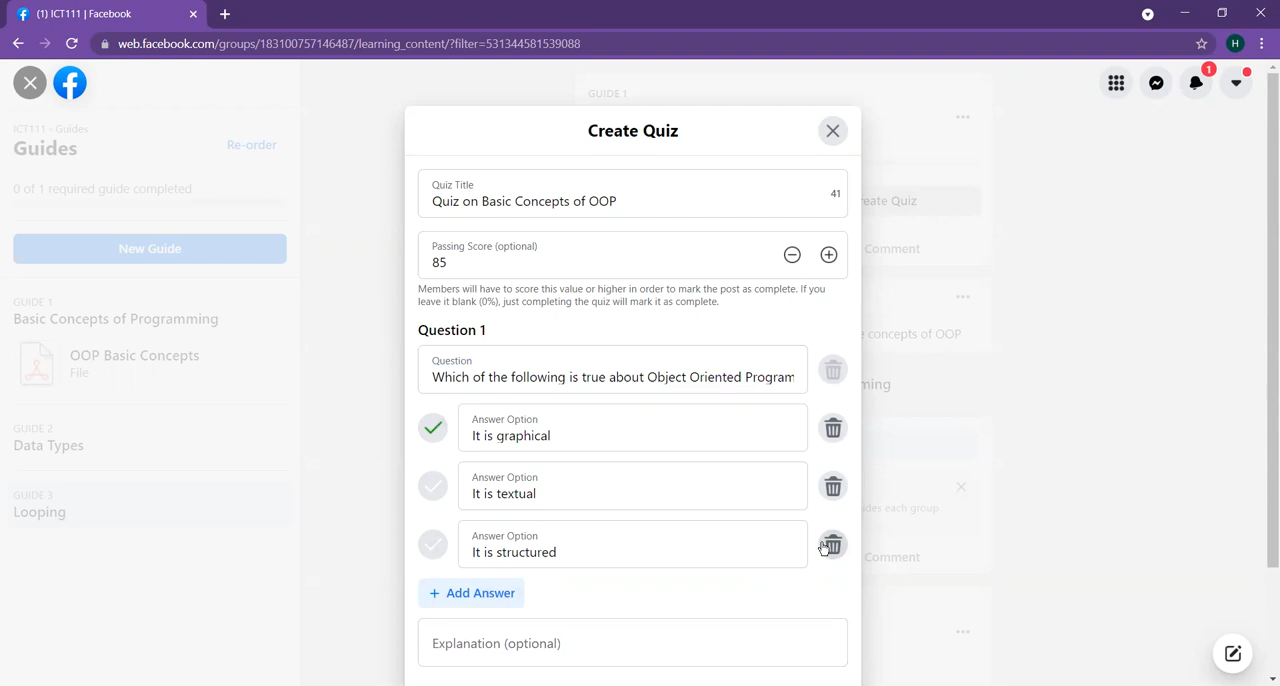 (1) ICT111 | Facebook
web.facebook.com/groups/183100757146487/learning_content/?filter=531344581539088
H
1
ICT111 · Guides
Guides
Re-order
0 of 1 required guide completed
New Guide
GUIDE 1
Basic Concepts of Programming
OOP Basic Concepts
File
GUIDE 2
Data Types
GUIDE 3
Looping
GUIDE 1
Create Quiz
Quiz Title
Quiz on Basic Concepts of OOP
41
Passing Score (optional)
85
Members will have to score this value or higher in order to mark the post as complete. If you
leave it blank (0%), just completing the quiz will mark it as complete.
Question 1
Question
Which of the following is true about Object Oriented Program
Answer Option
It is graphical
Answer Option
It is textual
Answer Option
It is structured
+ Add Answer
Explanation (optional)
eate Quiz
Comment
concepts of OOP
ming
ides each group
Comment